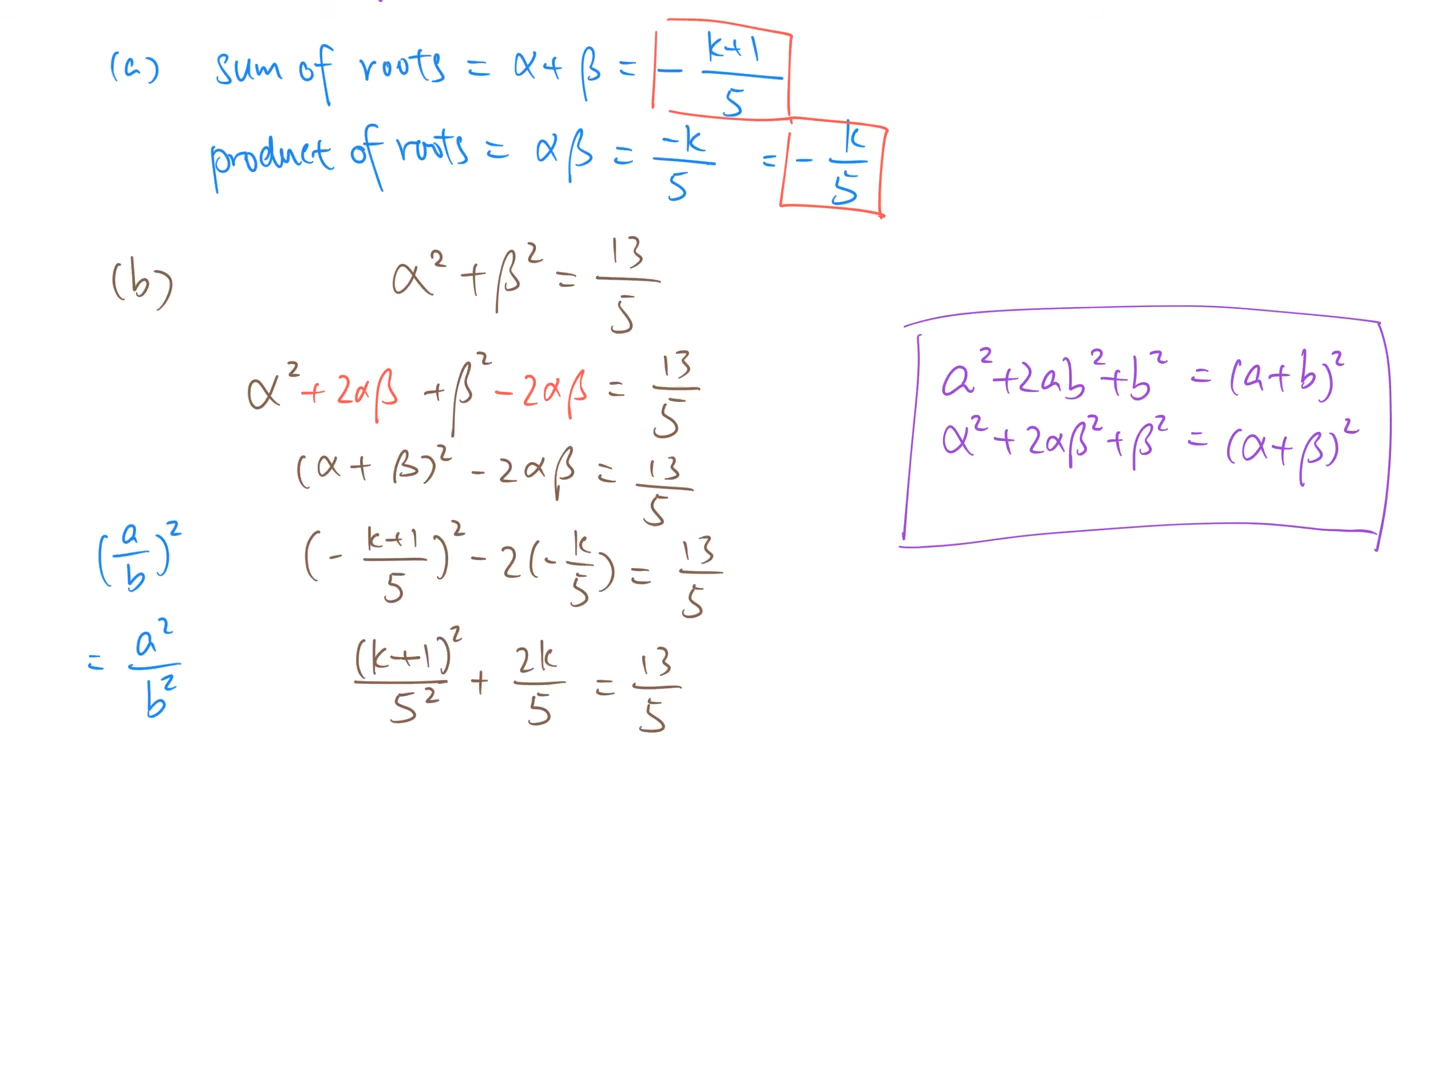 (a) sum of roots = α + β = - (k+1)/5
product of roots = αβ = -k/5 = - k/5
(b) α² + β² = 13/5
α² + 2αβ + β² - 2αβ = 13/5
(α + β)² - 2αβ = 13/5
(- (k+1)/5)² - 2(- k/5) = 13/5
(k+1)²/5² + 2k/5 = 13/5
(a/b)²
= a²/b²
a² + 2ab² + b² = (a+b)²
α² + 2αβ² + β² = (α+β)²